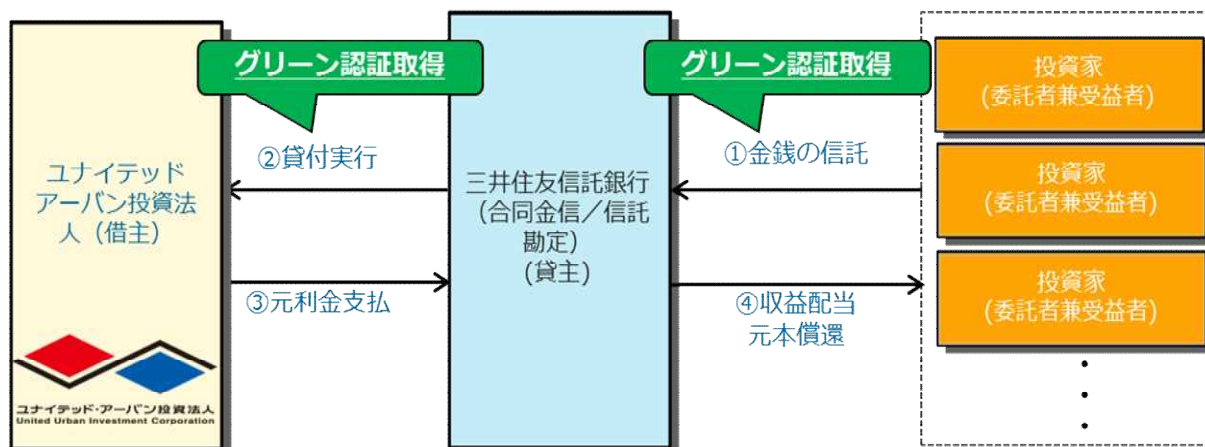 グリーン認証取得
グリーン認証取得
投資家
(委託者兼受益者)
②貸付実行
①金銭の信託
ユナイテッド
アーバン投資法
人（借主）
三井住友信託銀行
（合同金信／信託
勘定）
(貸主)
投資家
(委託者兼受益者)
③元利金支払
④収益配当
元本償還
投資家
(委託者兼受益者)
ユナイテッド・アーバン投資法人
United Urban Investment Corporation